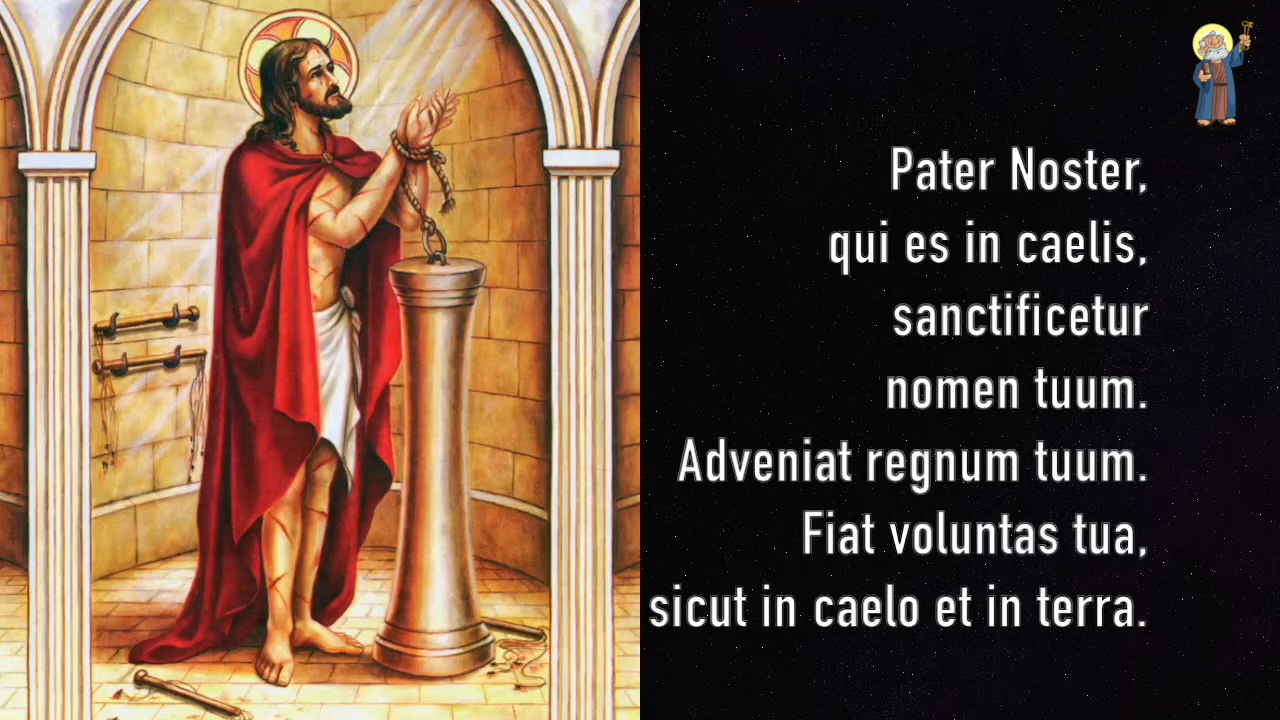 Pater Noster,
qui es in caelis,
sanctificetur
nomen tuum.
Adveniat regnum tuum.
Fiat voluntas tua,
sicut in caelo et in terra.